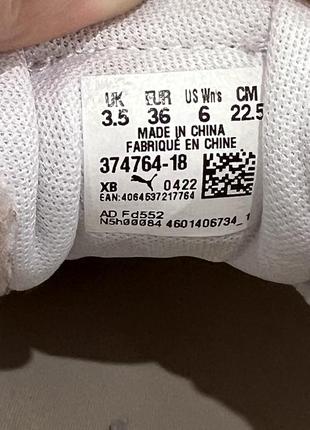 UK EUR US Wn's CM
3.5 36 6 22.5
MADE IN CHINA
FABRIQUÉ EN CHINE
374764-18
XB 0422
EAN:4064537217764
AD Fd552
N5h00084 4601406734_1